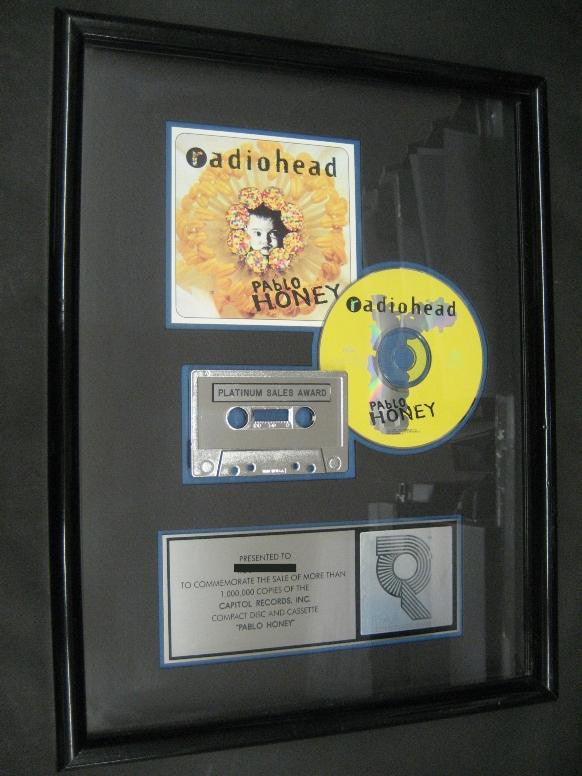 radiohead
PAbLO
HONEY
radiohead
PAbLO
HONEY
PLATINUM SALES AWARD
PRESENTED TO
TO COMMEMORATE THE SALE OF MORE THAN
1,000,000 COPIES OF THE
CAPITOL RECORDS, INC.
COMPACT DISC AND CASSETTE
"PABLO HONEY"